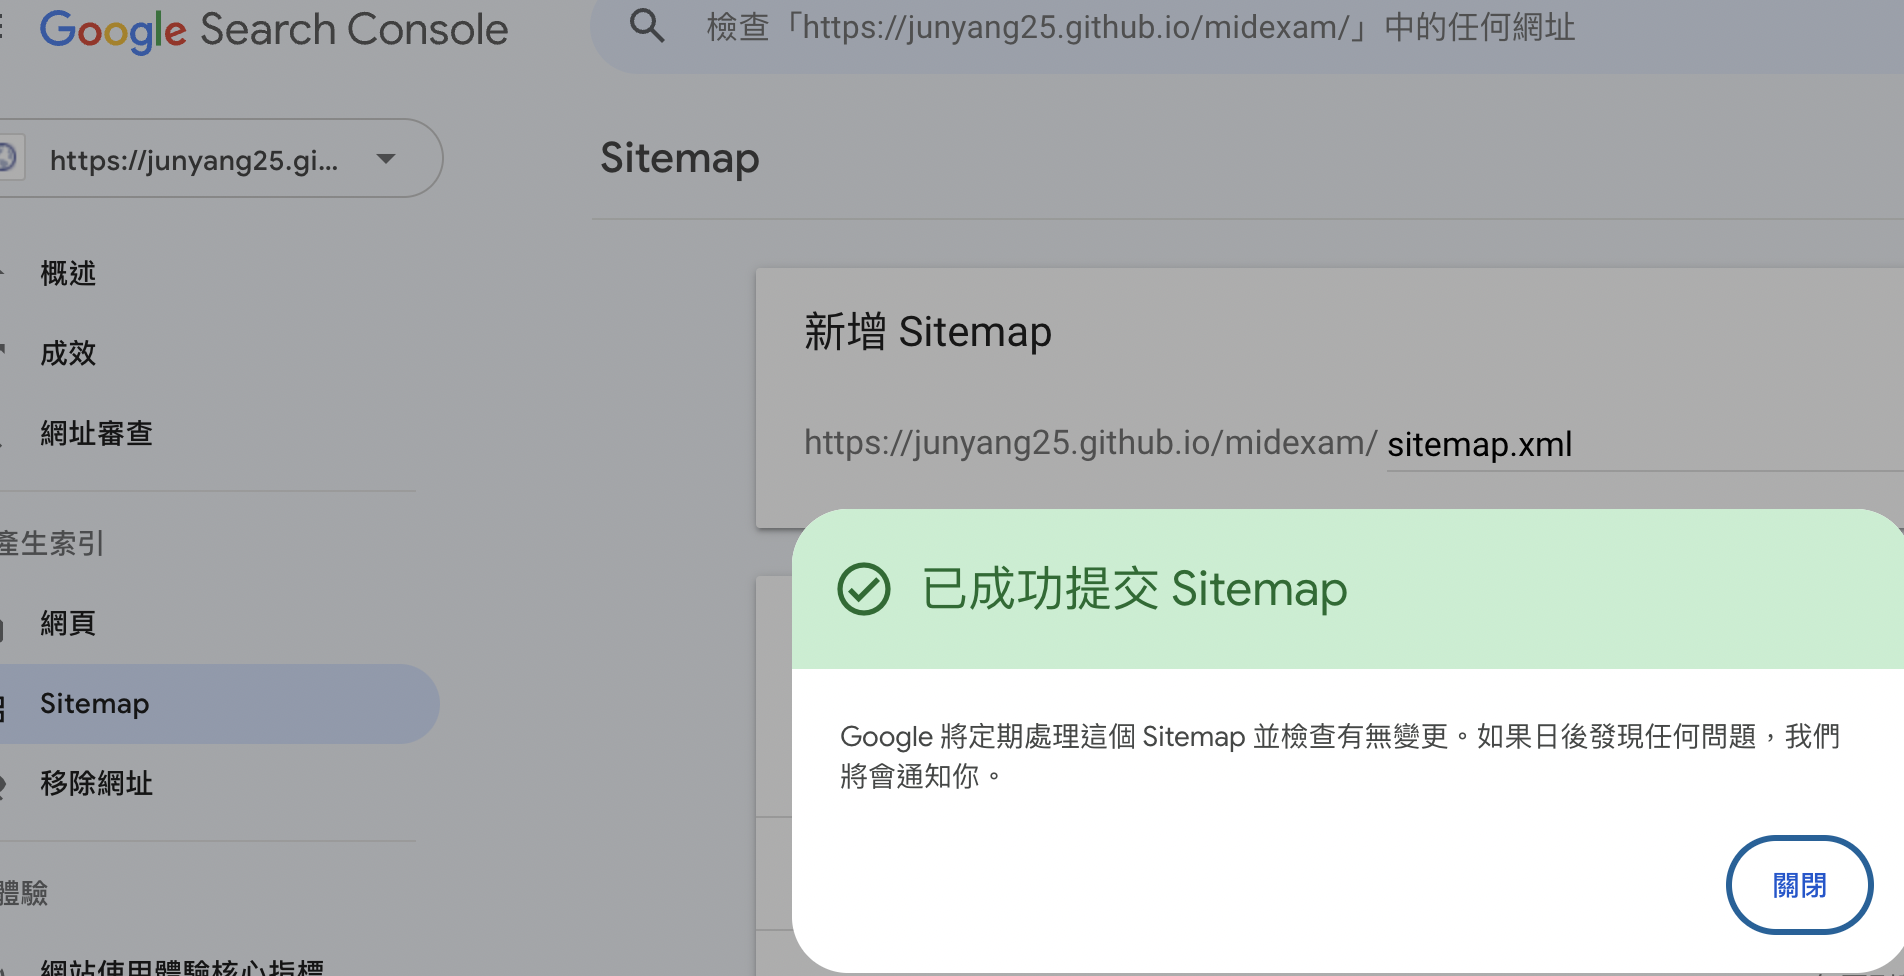 Google Search Console
檢查「https://junyang25.github.io/midexam/」中的任何網址
https://junyang25.gi...
Sitemap
概述
成效
網址審查
產生索引
網頁
Sitemap
移除網址
體驗
網站使用體驗核心指標
新增 Sitemap
https://junyang25.github.io/midexam/ sitemap.xml
已成功提交 Sitemap
Google 將定期處理這個 Sitemap 並檢查有無變更。如果日後發現任何問題，我們
將會通知你。
關閉